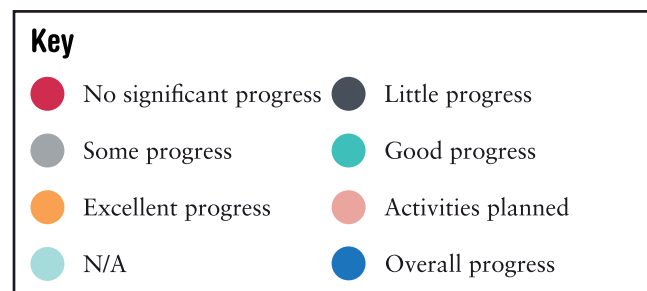 Key
No significant progress
Little progress
Some progress
Good progress
Excellent progress
Activities planned
N/A
Overall progress